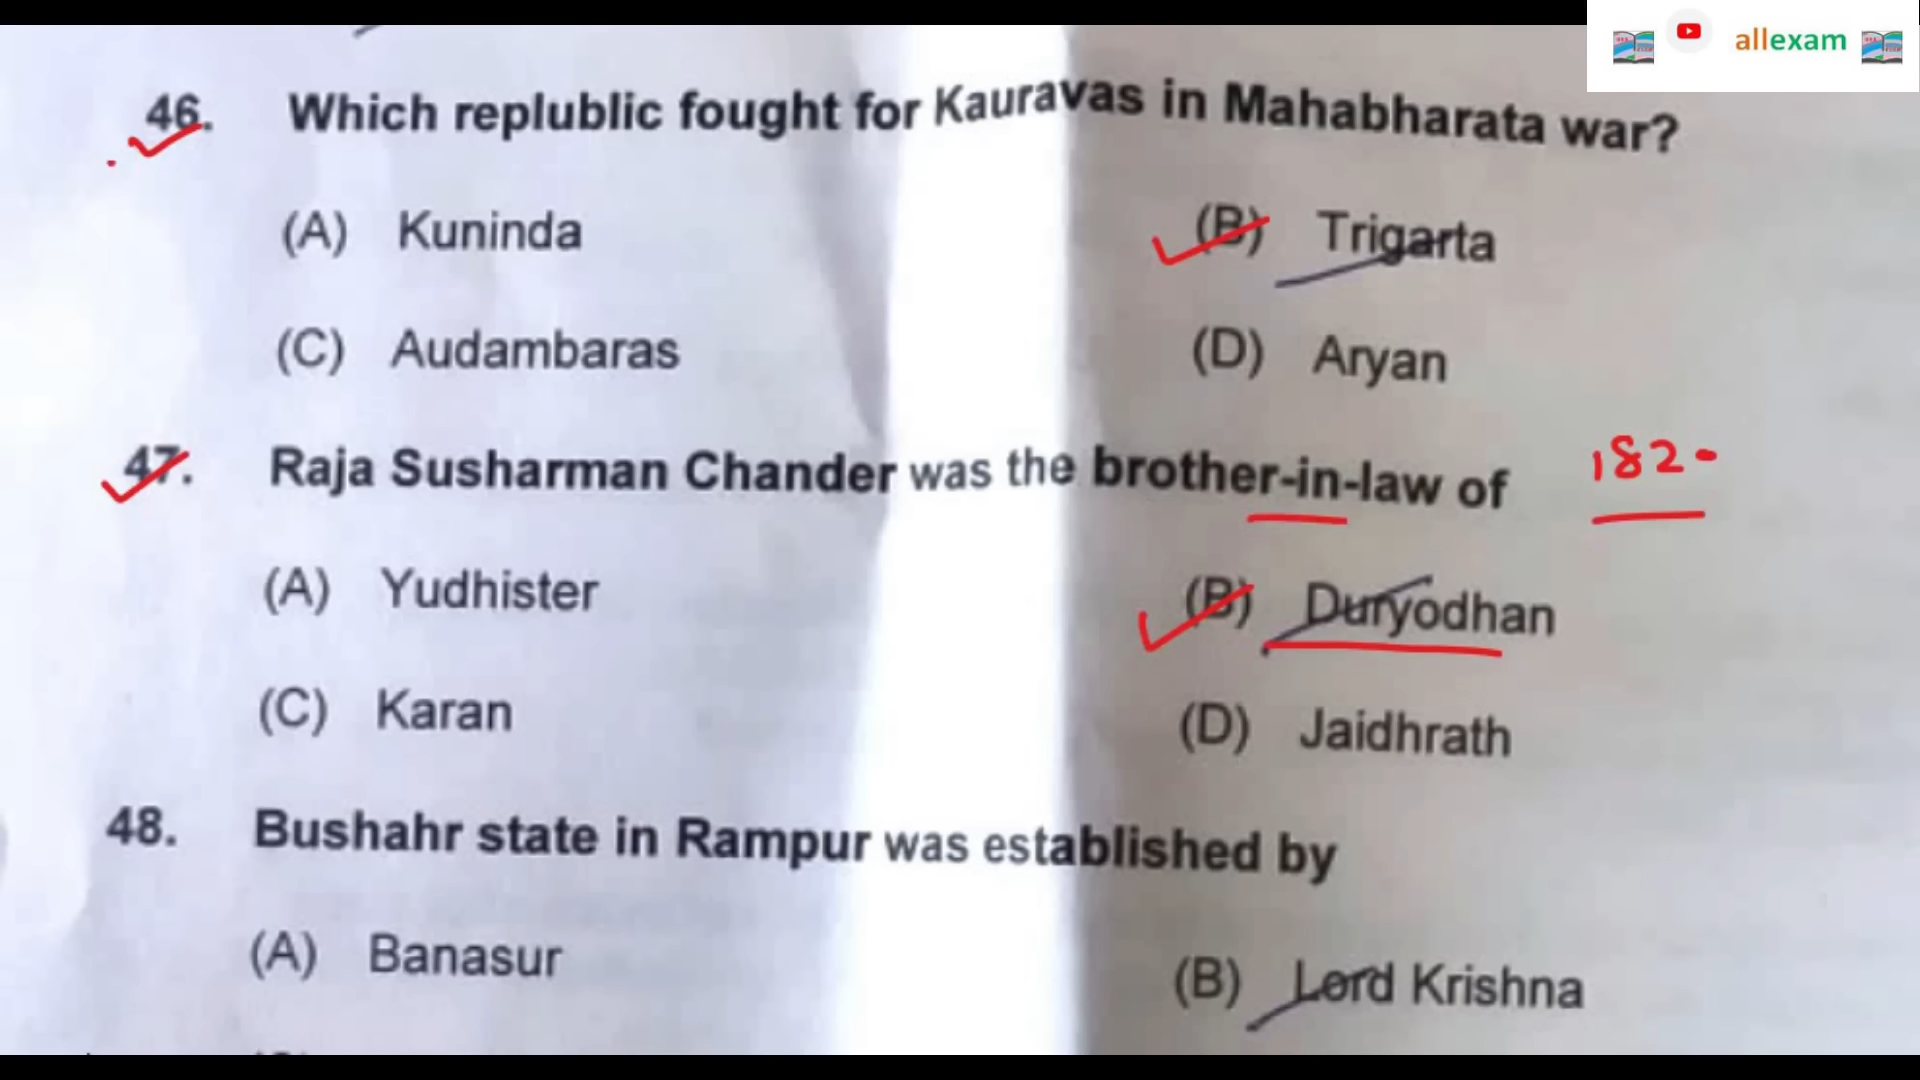 allexam
46. Which replublic fought for Kauravas in Mahabharata war?
(A) Kuninda (B) Trigarta
(C) Audambaras (D) Aryan
47. Raja Susharman Chander was the brother-in-law of 182-
(A) Yudhister (B) Duryodhan
(C) Karan (D) Jaidhrath
48. Bushahr state in Rampur was established by
(A) Banasur (B) Lord Krishna